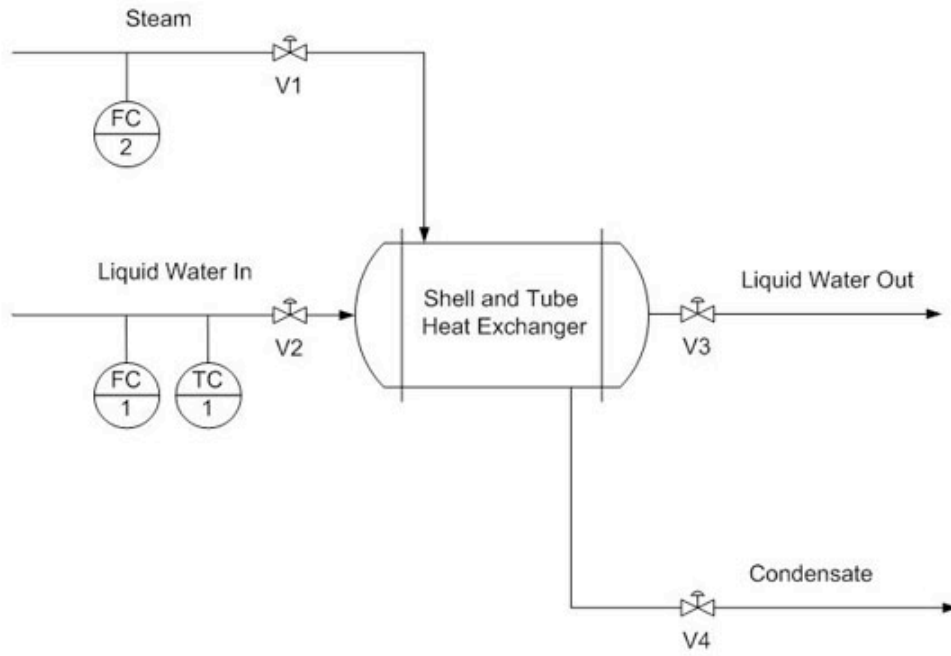 Steam
V1
FC
2
Liquid Water In
V2
FC
1
TC
1
Shell and Tube
Heat Exchanger
Liquid Water Out
V3
Condensate
V4